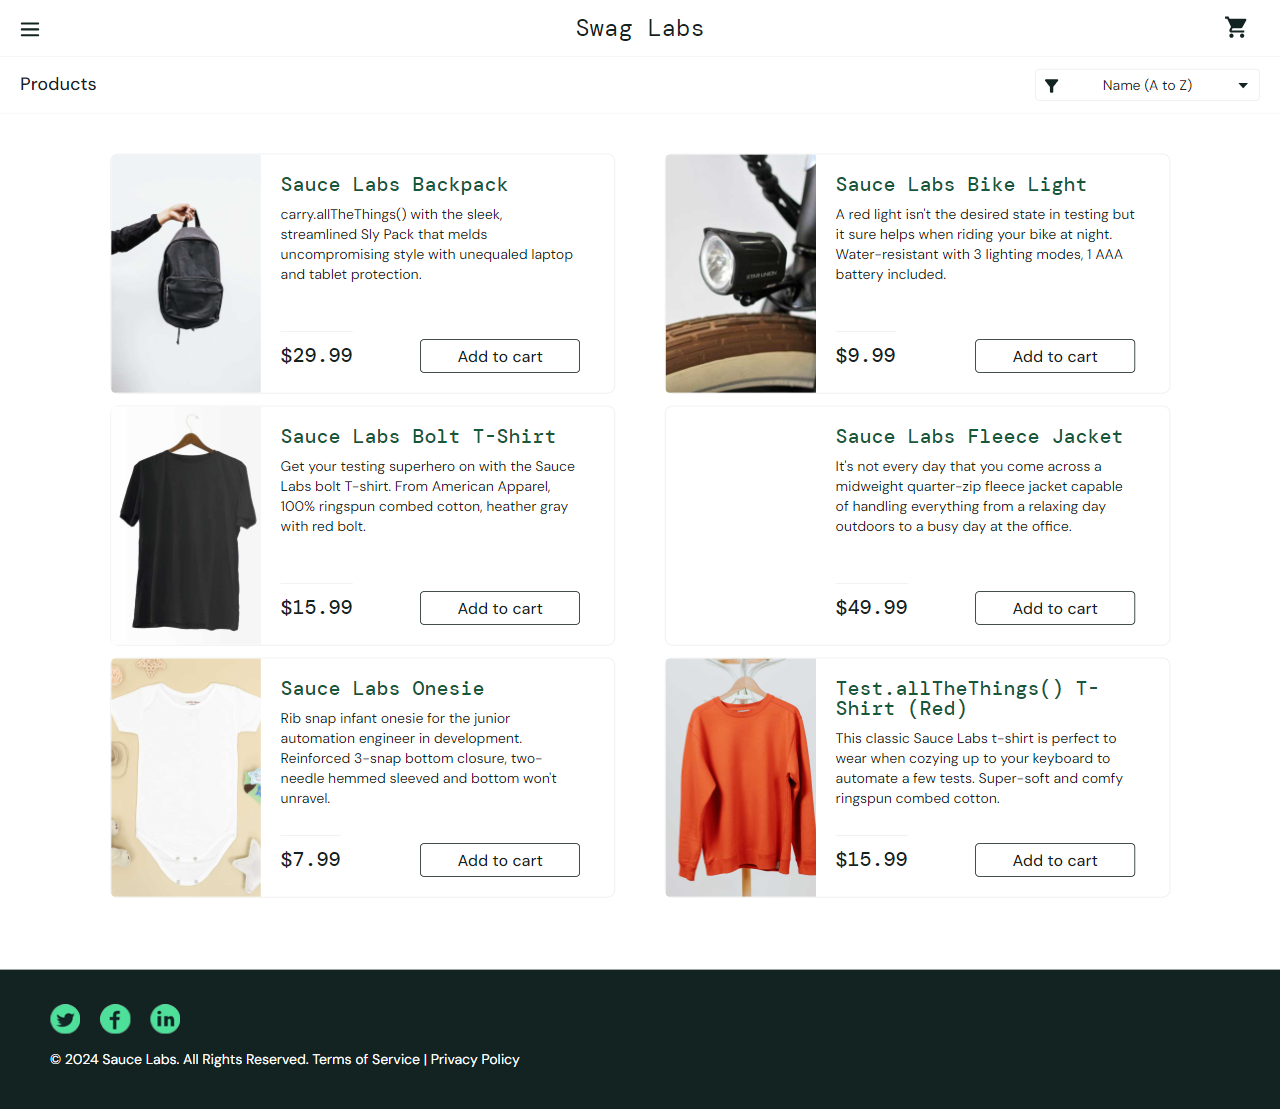 Swag Labs
Products
Name (A to Z)
Sauce Labs Backpack
carry.allTheThings() with the sleek,
streamlined Sly Pack that melds
uncompromising style with unequaled laptop
and tablet protection.
$29.99
Add to cart
Sauce Labs Bike Light
A red light isn't the desired state in testing but
it sure helps when riding your bike at night.
Water-resistant with 3 lighting modes, 1 AAA
battery included.
$9.99
Add to cart
Sauce Labs Bolt T-Shirt
Get your testing superhero on with the Sauce
Labs bolt T-shirt. From American Apparel,
100% ringspun combed cotton, heather gray
with red bolt.
$15.99
Add to cart
Sauce Labs Fleece Jacket
It's not every day that you come across a
midweight quarter-zip fleece jacket capable
of handling everything from a relaxing day
outdoors to a busy day at the office.
$49.99
Add to cart
Sauce Labs Onesie
Rib snap infant onesie for the junior
automation engineer in development.
Reinforced 3-snap bottom closure, two-
needle hemmed sleeved and bottom won't
unravel.
$7.99
Add to cart
Test.allTheThings() T-
Shirt (Red)
This classic Sauce Labs t-shirt is perfect to
wear when cozying up to your keyboard to
automate a few tests. Super-soft and comfy
ringspun combed cotton.
$15.99
Add to cart
© 2024 Sauce Labs. All Rights Reserved. Terms of Service | Privacy Policy